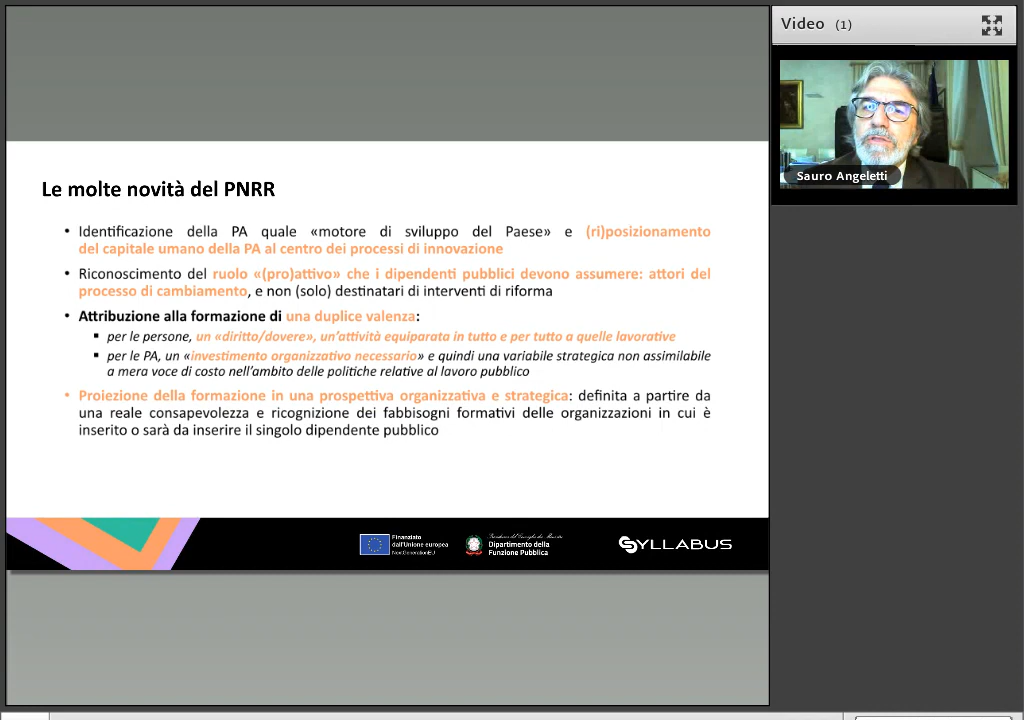 Le molte novità del PNRR
• Identificazione della PA quale «motore di sviluppo del Paese» e (ri)posizionamento
del capitale umano della PA al centro dei processi di innovazione
• Riconoscimento del ruolo «(pro)attivo» che i dipendenti pubblici devono assumere: attori del
processo di cambiamento, e non (solo) destinatari di interventi di riforma
• Attribuzione alla formazione di una duplice valenza:
▪ per le persone, un «diritto/dovere», un'attività equiparata in tutto e per tutto a quelle lavorative
▪ per le PA, un «investimento organizzativo necessario» e quindi una variabile strategica non assimilabile
a mera voce di costo nell'ambito delle politiche relative al lavoro pubblico
• Proiezione della formazione in una prospettiva organizzativa e strategica: definita a partire da
una reale consapevolezza e ricognizione dei fabbisogni formativi delle organizzazioni in cui è
inserito o sarà da inserire il singolo dipendente pubblico
Finanziato
dall'Unione europea
NextGenerationEU
Dipartimento della
Funzione Pubblica
SYLLABUS
Video (1)
Sauro Angeletti